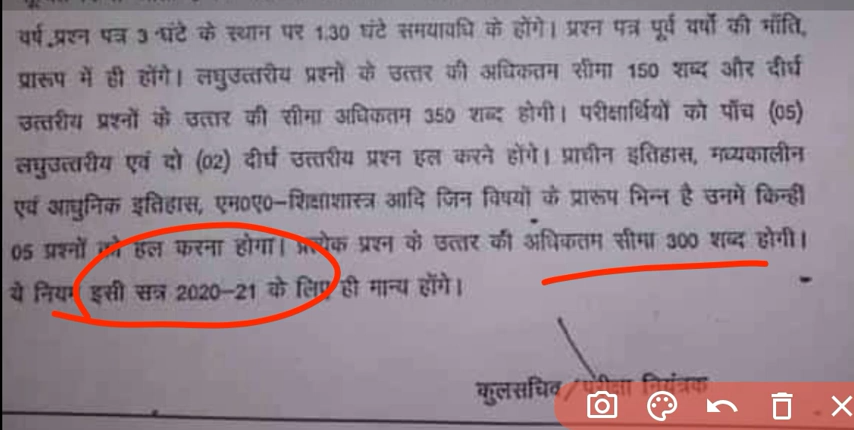 वर्ष प्रश्न पत्र 3 घंटे के स्थान पर 1.30 घंटे समयावधि के होंगे। प्रश्न पत्र पूर्व वर्षों की भाँति,
प्रारूप में ही होंगे। लघुउत्तरीय प्रश्नों के उत्तर की अधिकतम सीमा 150 शब्द और दीर्घ
उत्तरीय प्रश्नों के उत्तर की सीमा अधिकतम 350 शब्द होगी। परीक्षार्थियों को पाँच (05)
लघुउत्तरीय एवं दो (02) दीर्घ उत्तरीय प्रश्न हल करने होंगे। प्राचीन इतिहास, मध्यकालीन
एवं आधुनिक इतिहास, एम०ए०-शिक्षाशास्त्र आदि जिन विषयों के प्रारूप भिन्न है उनमें किन्हीं
05 प्रश्नों को हल करना होगा। प्रत्येक प्रश्न के उत्तर की अधिकतम सीमा 300 शब्द होगी।
ये नियम इसी सत्र 2020-21 के लिए ही मान्य होंगे।
कुलसचिव/परीक्षा नियंत्रक